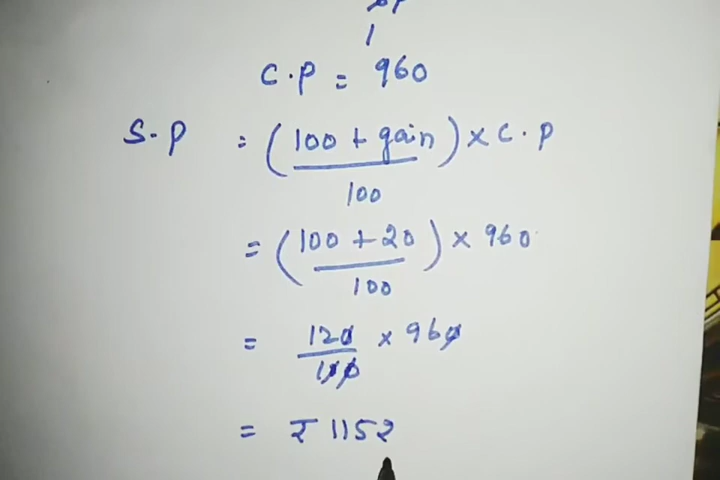 1
C.P = 960
S.P = (100 + gain / 100) × C.P
= (100 + 20 / 100) × 960
= 120 / 100 × 960
= ₹ 1152